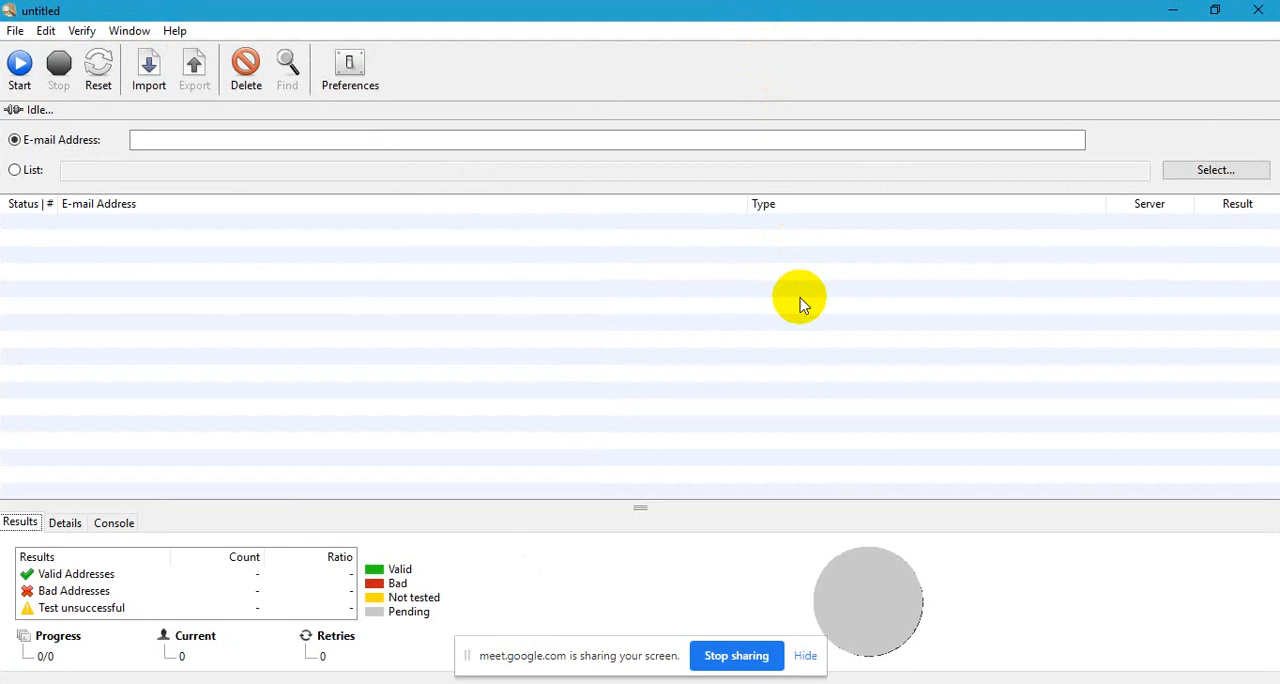 untitled
File Edit Verify Window Help
Start Stop Reset Import Export Delete Find Preferences
Idle...
E-mail Address:
List: Select...
Status | # E-mail Address Type Server Result
Results Details Console
Results Count Ratio
Valid Addresses - -
Bad Addresses - -
Test unsuccessful - -
Valid
Bad
Not tested
Pending
Progress Current Retries
0/0 0 0
meet.google.com is sharing your screen. Stop sharing Hide